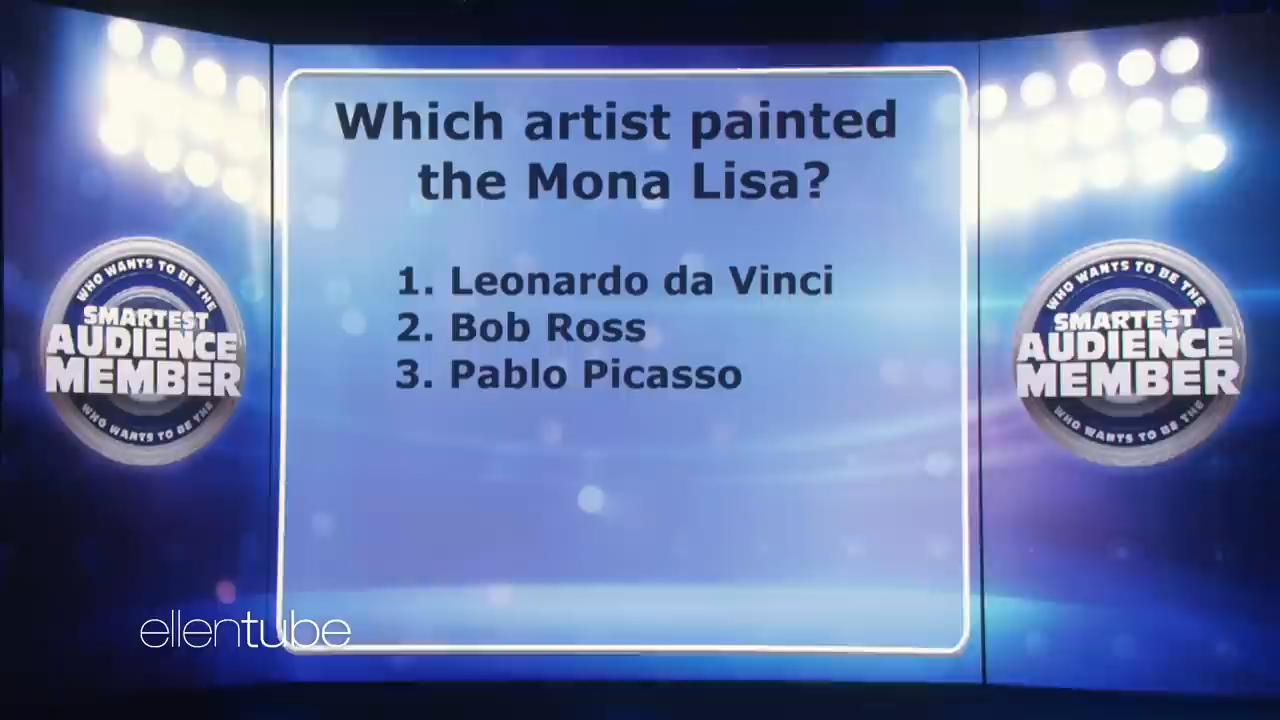 Which artist painted
the Mona Lisa?
1. Leonardo da Vinci
2. Bob Ross
3. Pablo Picasso
WHO WANTS TO BE THE
SMARTEST
AUDIENCE
MEMBER
WHO WANTS TO BE THE
WHO WANTS TO BE THE
SMARTEST
AUDIENCE
MEMBER
WHO WANTS TO BE THE
ellentube